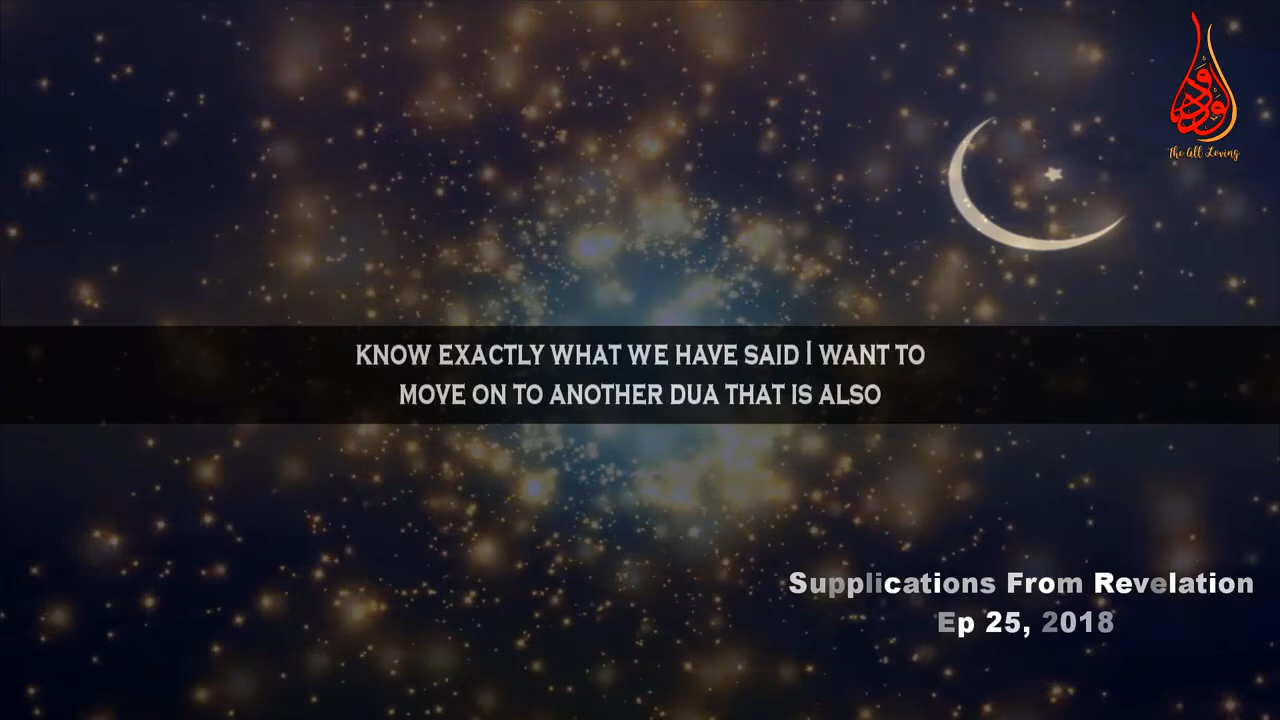 الودود
The All Loving
KNOW EXACTLY WHAT WE HAVE SAID I WANT TO
MOVE ON TO ANOTHER DUA THAT IS ALSO
Supplications From Revelation
Ep 25, 2018